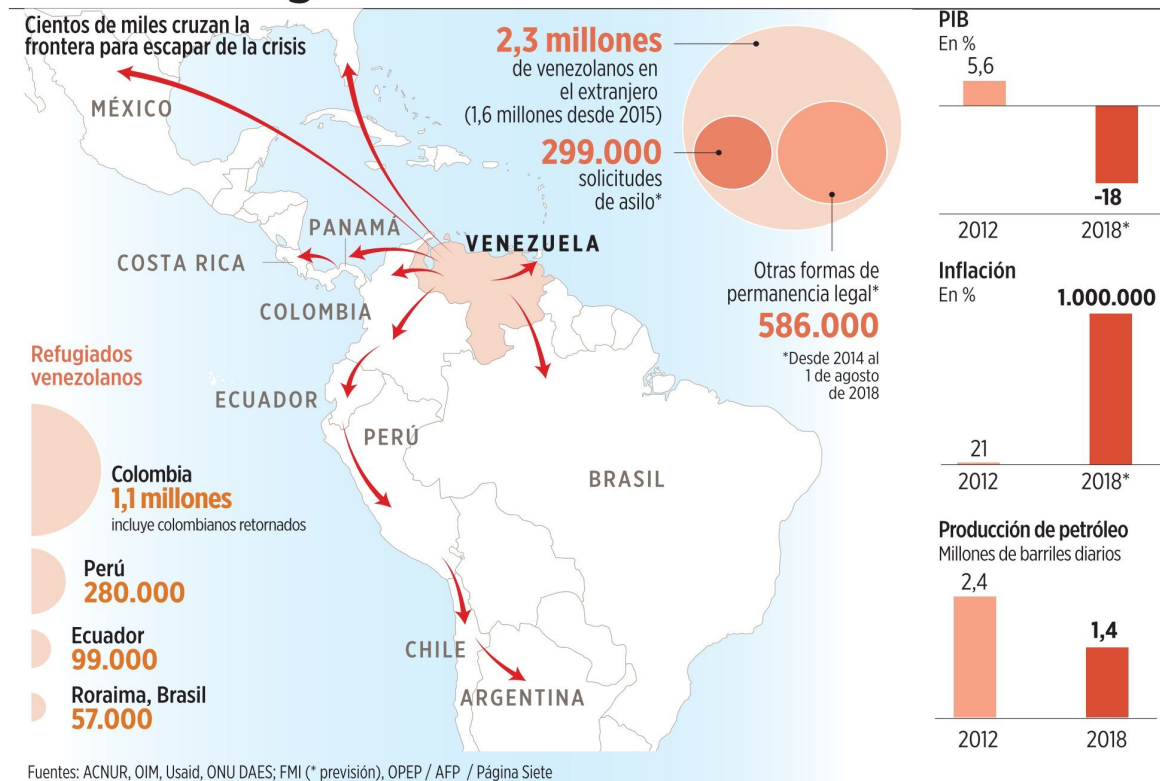 Cientos de miles cruzan la
frontera para escapar de la crisis
MÉXICO
PANAMÁ
VENEZUELA
COSTA RICA
COLOMBIA
ECUADOR
PERÚ
BRASIL
CHILE
ARGENTINA
2,3 millones
de venezolanos en
el extranjero
(1,6 millones desde 2015)
299.000
solicitudes
de asilo*
Otras formas de
permanencia legal*
586.000
*Desde 2014 al
1 de agosto
de 2018
Refugiados
venezolanos
Colombia
1,1 millones
incluye colombianos retornados
Perú
280.000
Ecuador
99.000
Roraima, Brasil
57.000
PIB
En %
5,6
-18
2012 2018*
Inflación
En %
1.000.000
21
2012 2018*
Producción de petróleo
Millones de barriles diarios
2,4
1,4
2012 2018
Fuentes: ACNUR, OIM, Usaid, ONU DAES; FMI (* previsión), OPEP / AFP / Página Siete